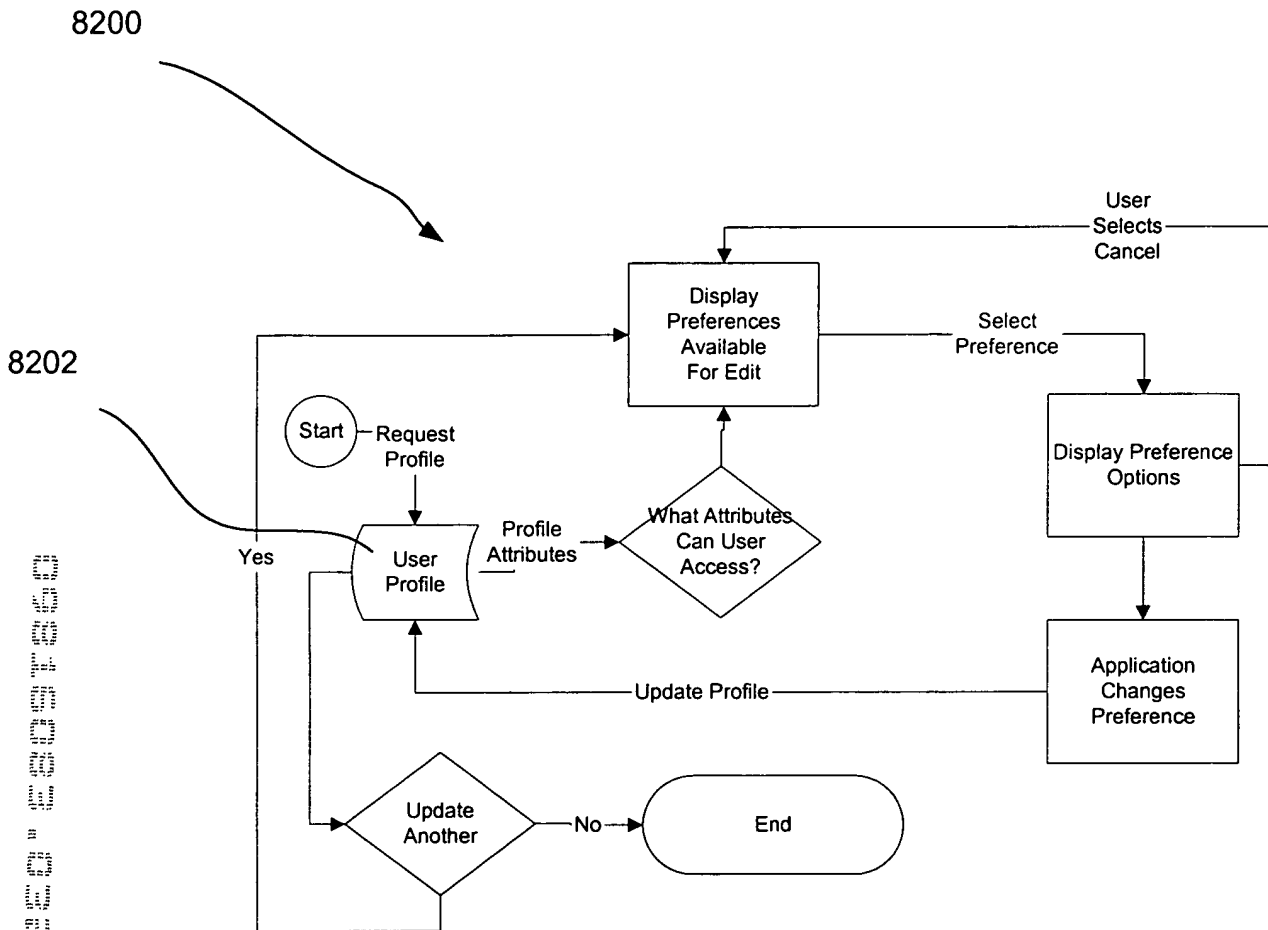 8200
User
Selects
Cancel
Display
Preferences
Available
For Edit
Select
Preference
8202
Start
Request
Profile
Display Preference
Options
What Attributes
Can User
Access?
Profile
Attributes
User
Profile
Yes
Application
Changes
Preference
Update Profile
Update
Another
No
End